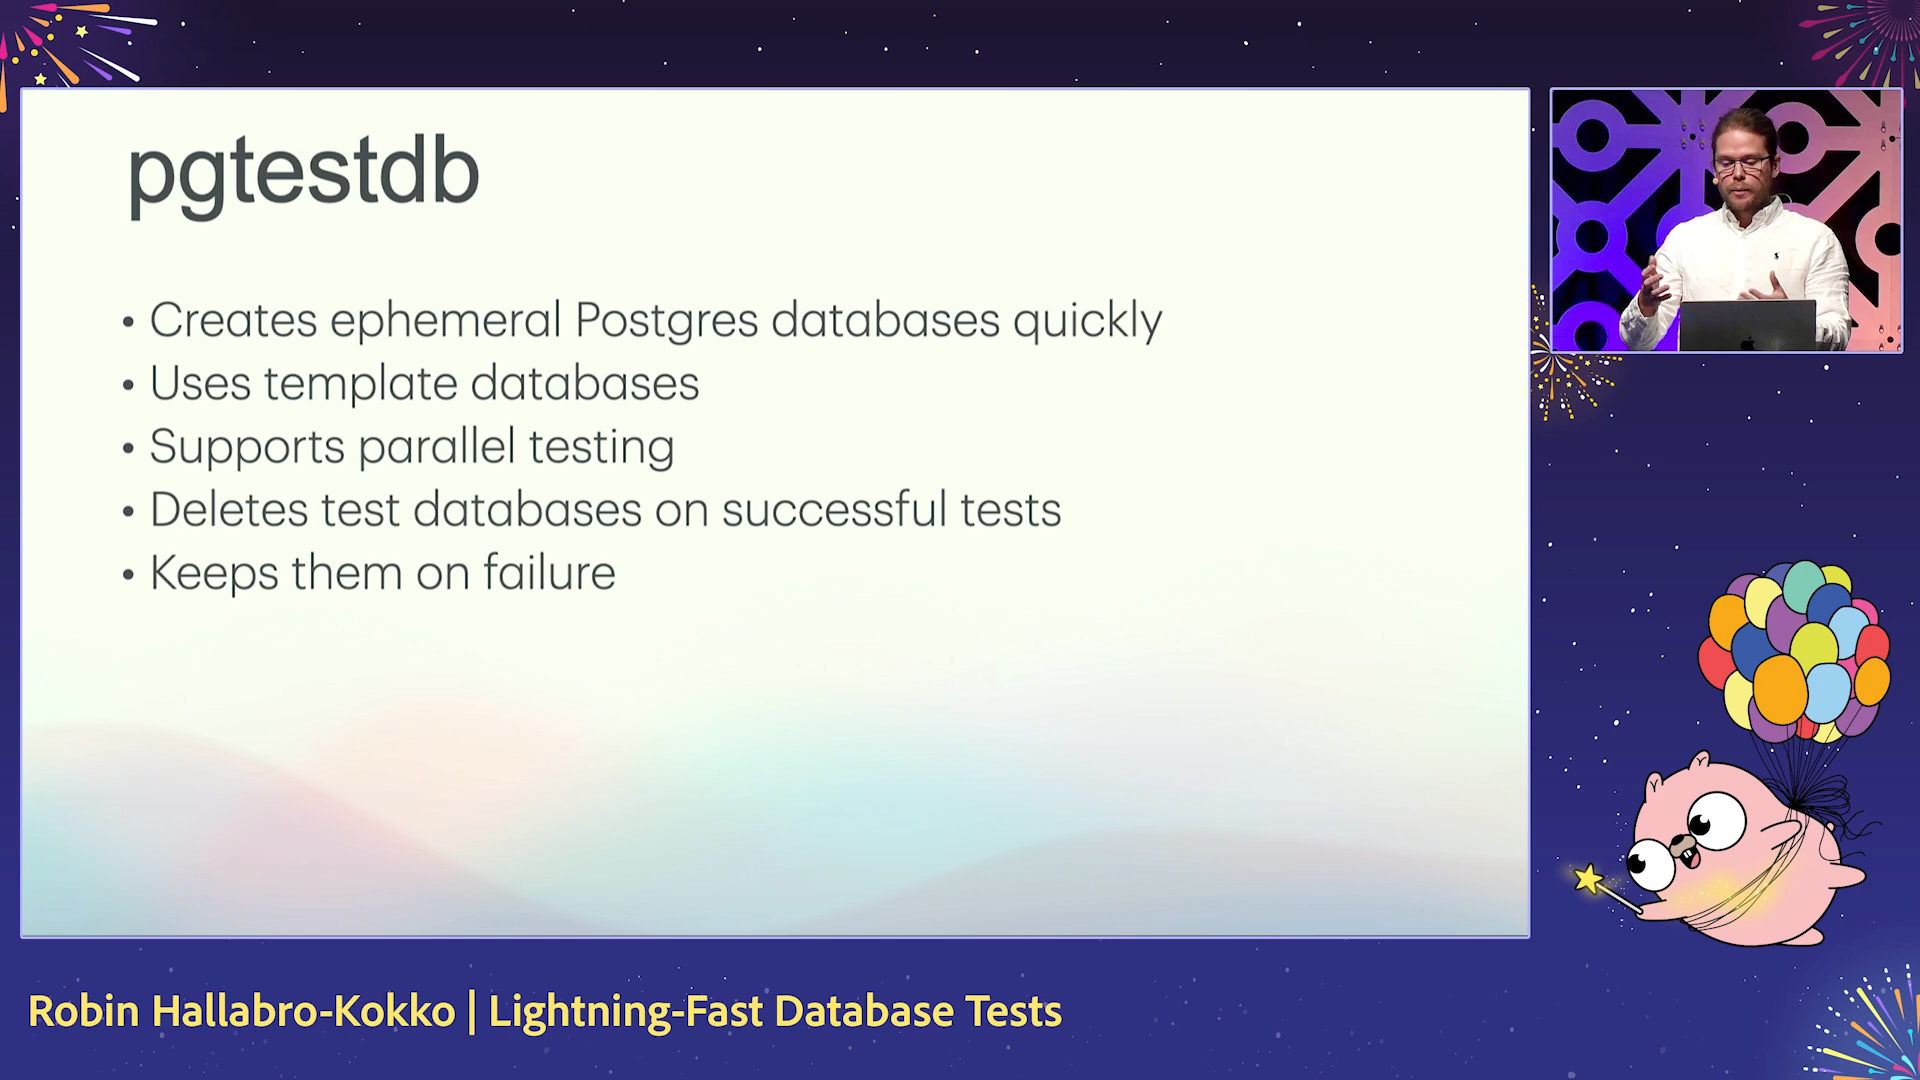 pgtestdb
• Creates ephemeral Postgres databases quickly
• Uses template databases
• Supports parallel testing
• Deletes test databases on successful tests
• Keeps them on failure
Robin Hallabro-Kokko | Lightning-Fast Database Tests